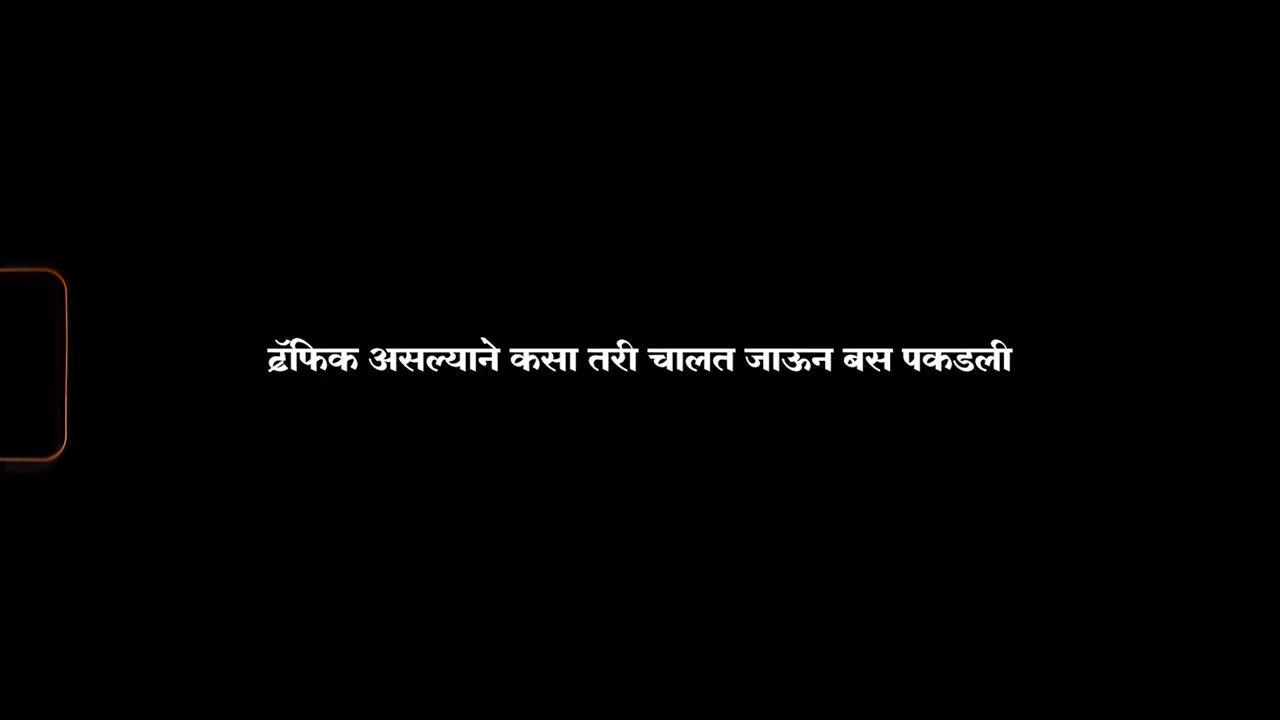 ट्रॅफिक असल्याने कसा तरी चालत जाऊन बस पकडली